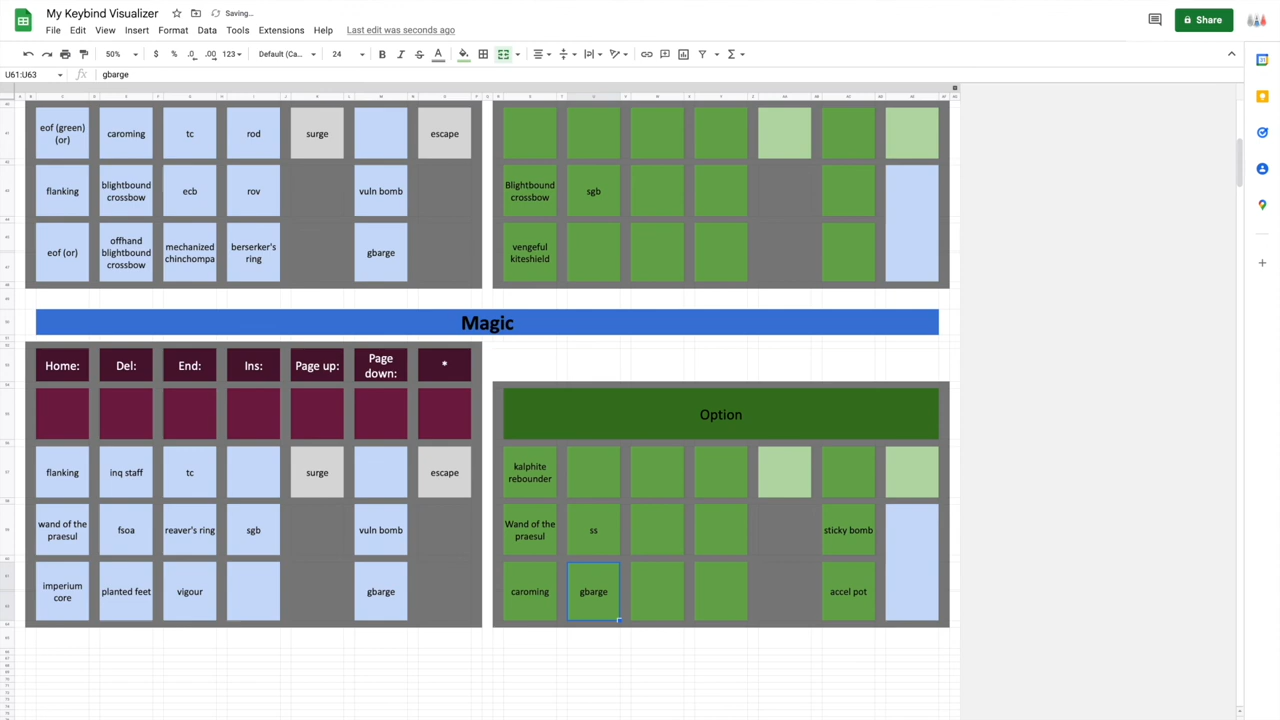 My Keybind Visualizer
Saving...
File Edit View Insert Format Data Tools Extensions Help Last edit was seconds ago
Share
50% $ % .0 .00 123 Default (Ca... 24 B I S A
U61:U63 fx gbarge
eof (green) (or) caroming tc rod surge escape
flanking blightbound crossbow ecb rov vuln bomb Blightbound crossbow sgb
eof (or) offhand blightbound crossbow mechanized chinchompa berserker's ring gbarge vengeful kiteshield
Magic
Home: Del: End: Ins: Page up: Page down: *
Option
flanking inq staff tc surge escape kalphite rebounder
wand of the praesul fsoa reaver's ring sgb vuln bomb Wand of the praesul ss sticky bomb
imperium core planted feet vigour gbarge caroming gbarge accel pot